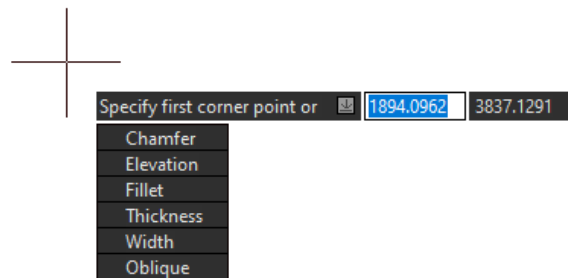 Specify first corner point or 1894.0962 3837.1291
Chamfer
Elevation
Fillet
Thickness
Width
Oblique